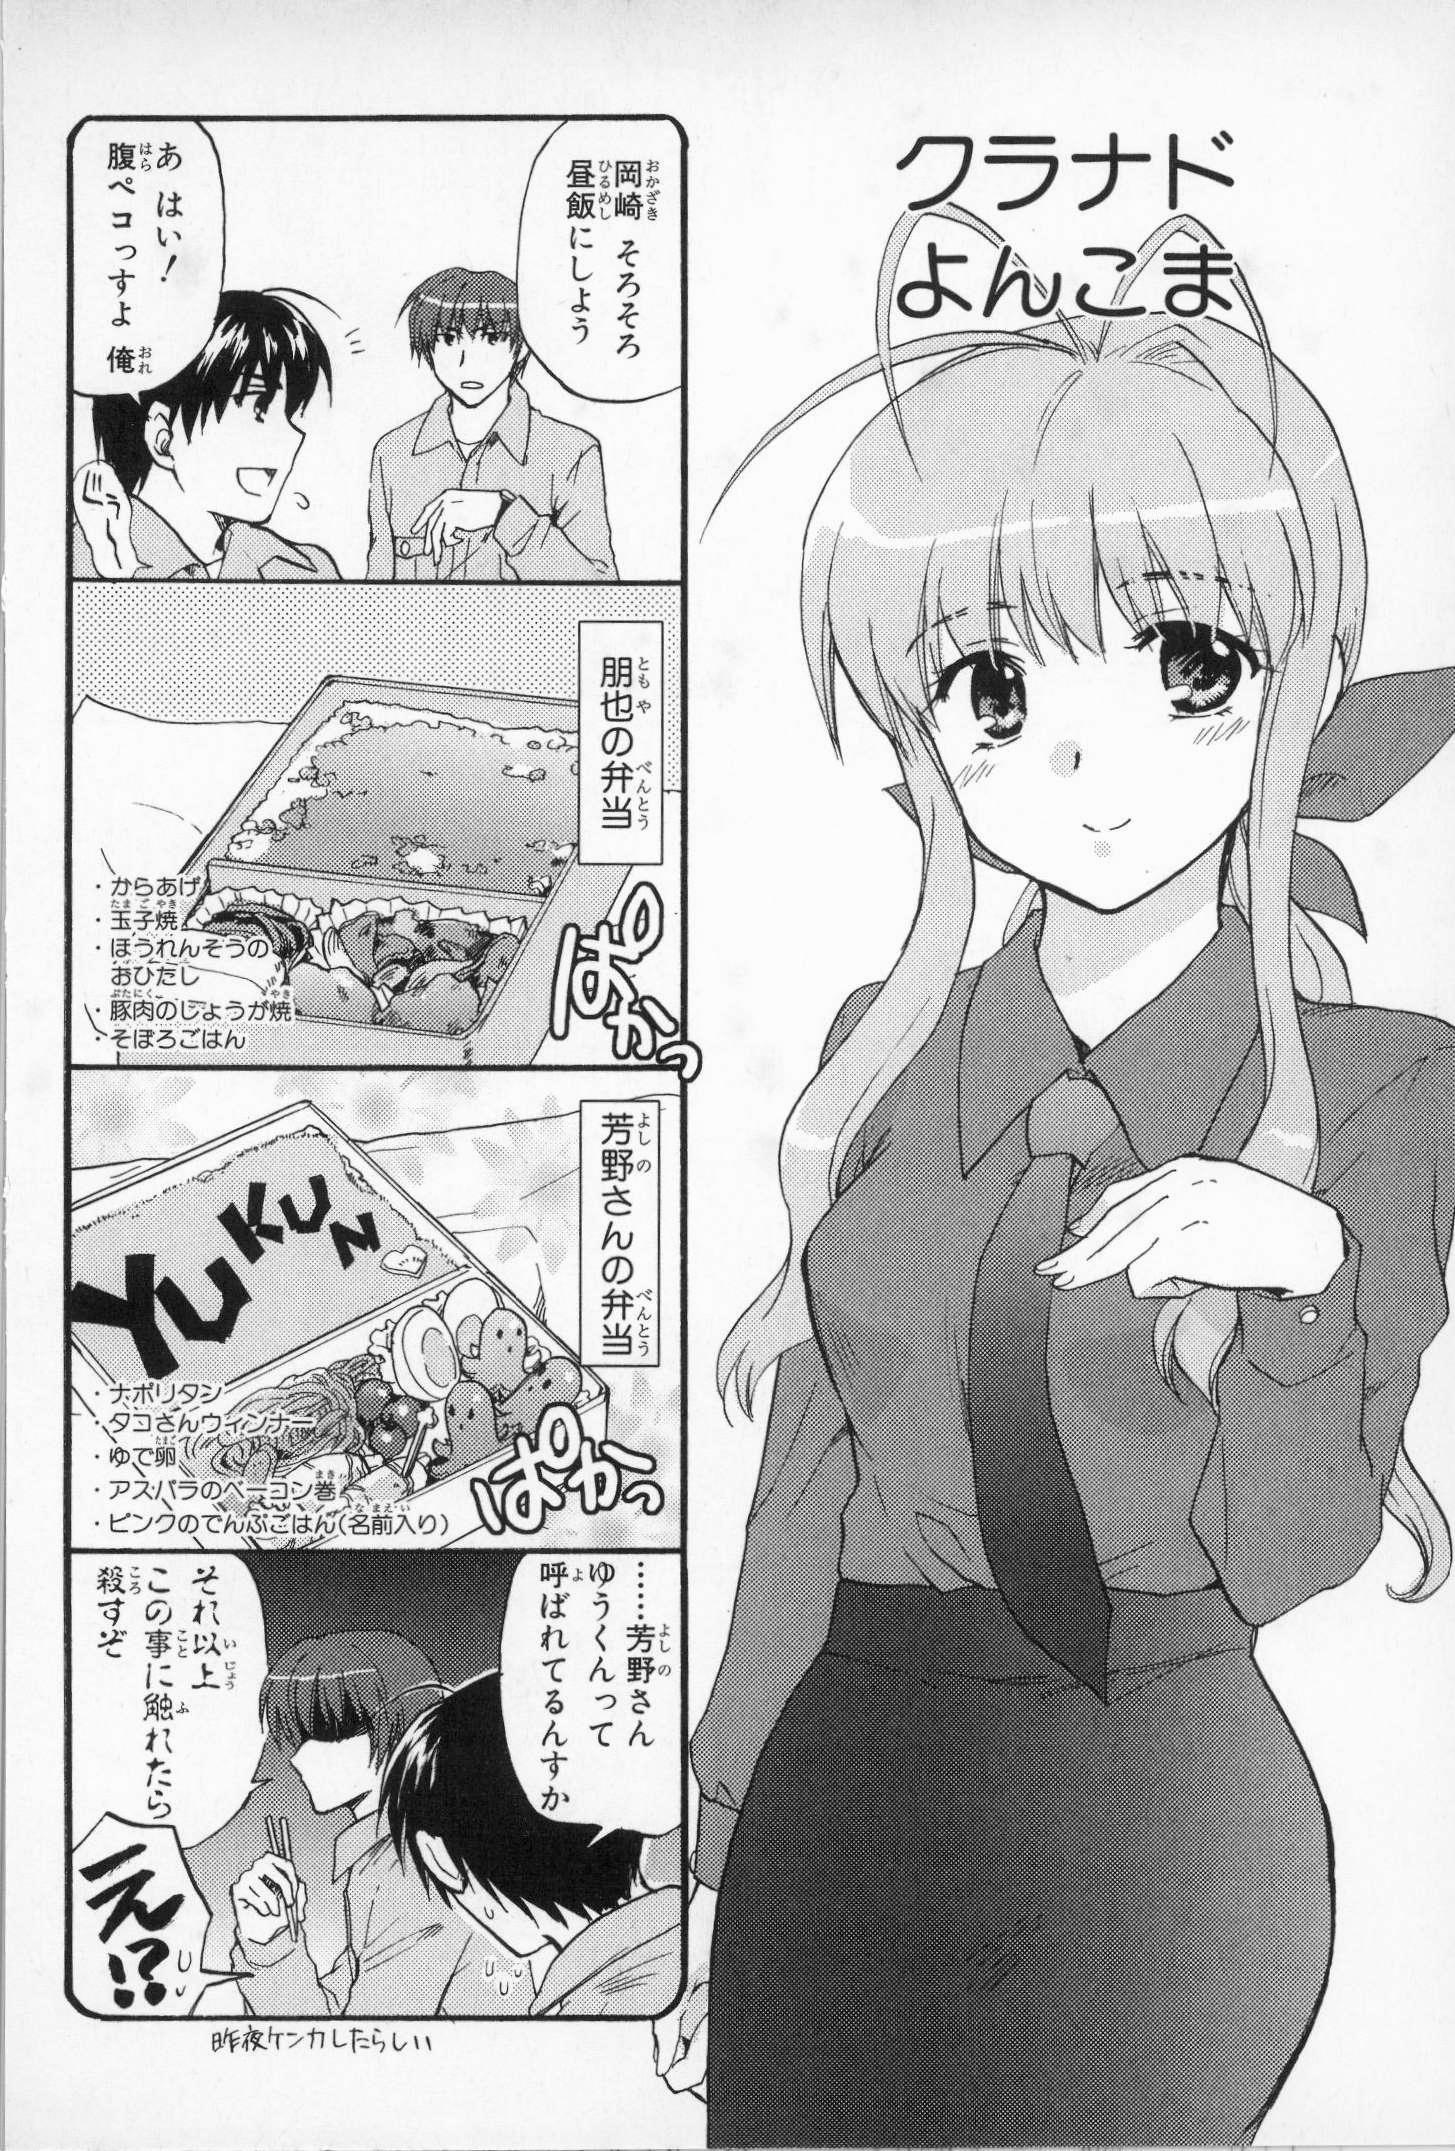 クラナド
よんこま
岡崎 そろそろ
昼飯にしよう
あ はい！
腹ペコっすよ 俺
朋也の弁当
・からあげ
・玉子焼
・ほうれんそうの
おひたし
・豚肉のしょうが焼
・そぼろごはん
ぱかっ
芳野さんの弁当
YUKUN
・ナポリタン
・タコさんウィンナー
・ゆで卵
・アスパラのベーコン巻
・ピンクのでんぶごはん(名前入り)
ぱかっ
……芳野さん
ゆうくんって
呼ばれてるんすか
それ以上
この事に触れたら
殺すぞ
え!?
昨夜ケンカしたらしい